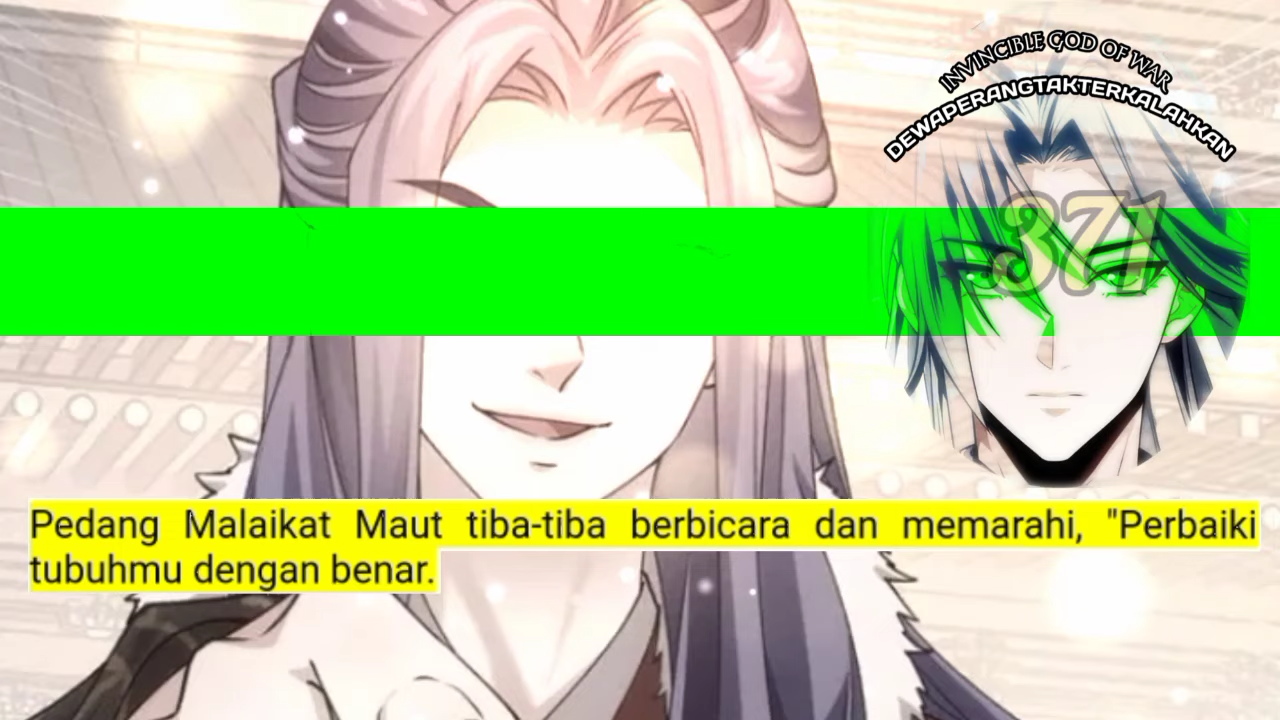 INVINCIBLE GOD OF WAR
DEWAPERANGTAKTERKALAHKAN
371
Pedang Malaikat Maut tiba-tiba berbicara dan memarahi, "Perbaiki
tubuhmu dengan benar.